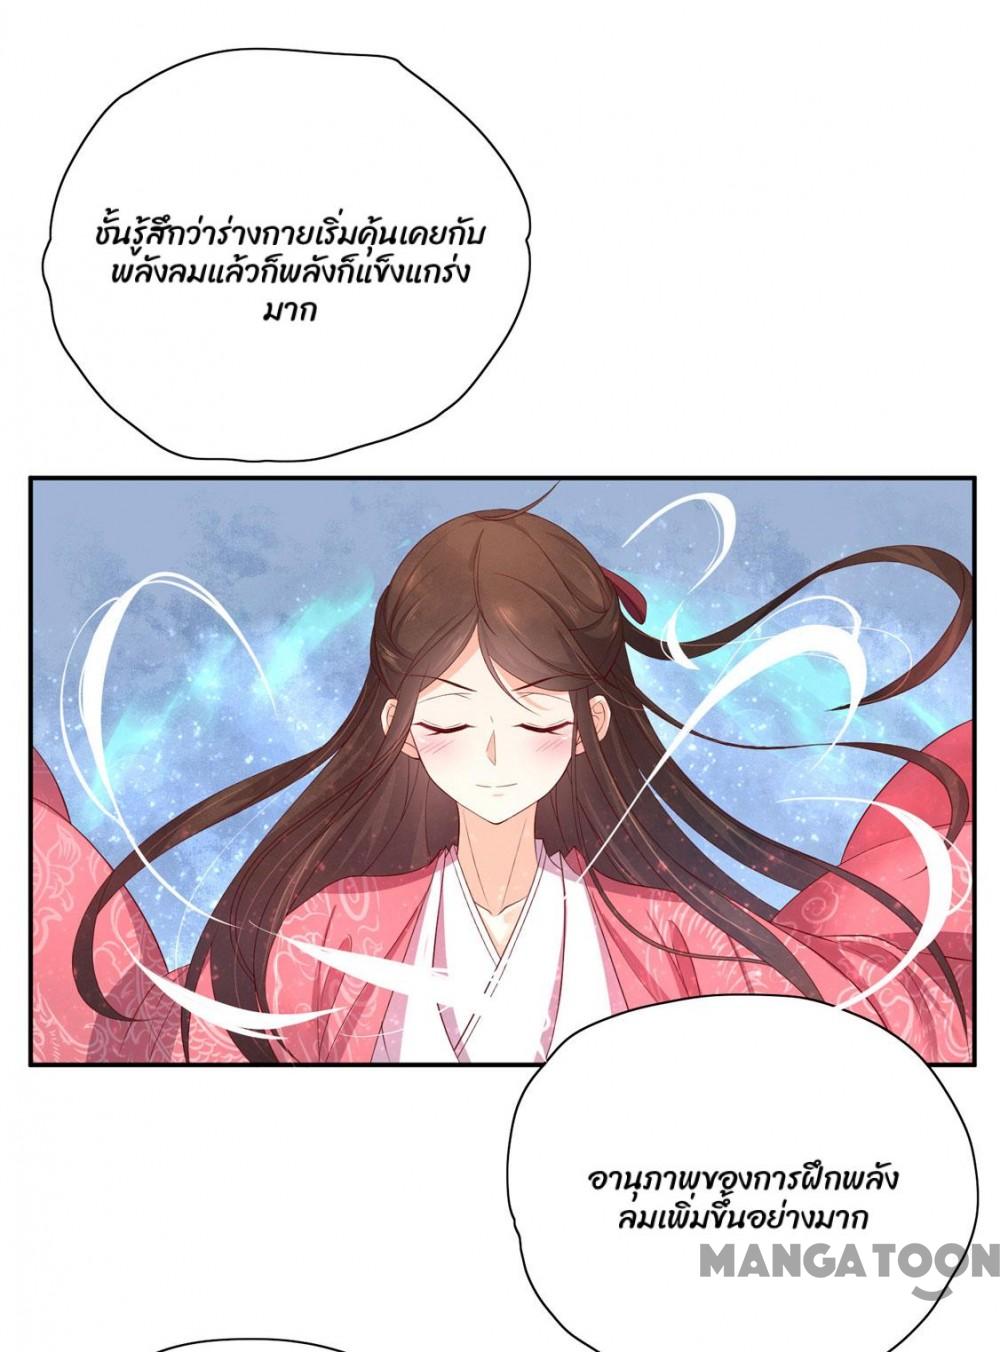 ชั้นรู้สึกว่าร่างกายเริ่มคุ้นเคยกับ
พลังลมแล้วก็พลังก็แข็งแกร่ง
มาก
อานุภาพของการฝึกพลัง
ลมเพิ่มขึ้นอย่างมาก
MANGATOON